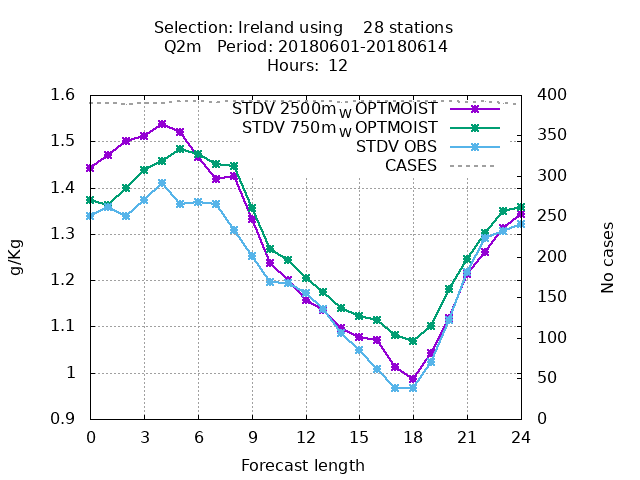 Selection: Ireland using    28 stations
Q2m   Period: 20180601-20180614
Hours: 12
STDV 2500m_W OPTMOIST
STDV 750m_W OPTMOIST
STDV OBS
CASES
1.6
1.5
1.4
1.3
1.2
1.1
1
0.9
g/Kg
400
350
300
250
200
150
100
50
0
No cases
0 3 6 9 12 15 18 21 24
Forecast length